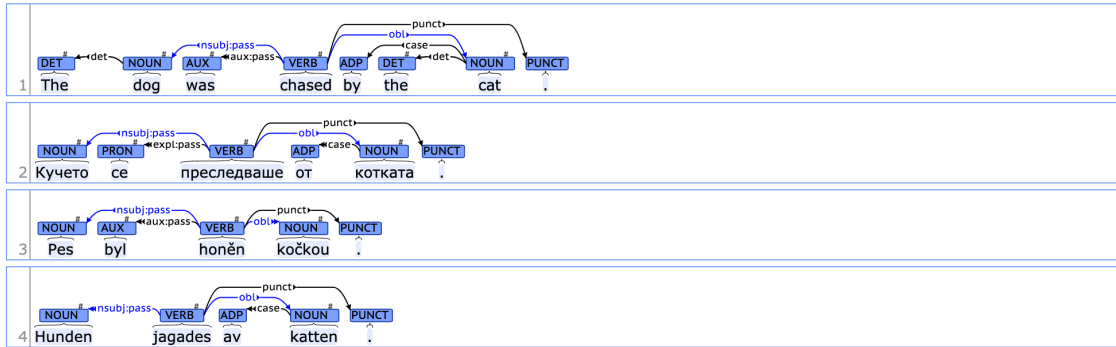 punct
obl
nsubj:pass case
det aux:pass det
DET # NOUN # AUX # VERB # ADP DET # NOUN # PUNCT
1 The dog was chased by the cat .
punct
nsubj:pass obl
expl:pass case
NOUN # PRON # VERB # ADP NOUN # PUNCT
2 Кучето се преследваше от котката .
nsubj:pass punct
aux:pass obl
NOUN # AUX # VERB # NOUN # PUNCT
3 Pes byl honěn kočkou .
punct
obl
nsubj:pass case
NOUN # VERB # ADP NOUN # PUNCT
4 Hunden jagades av katten .